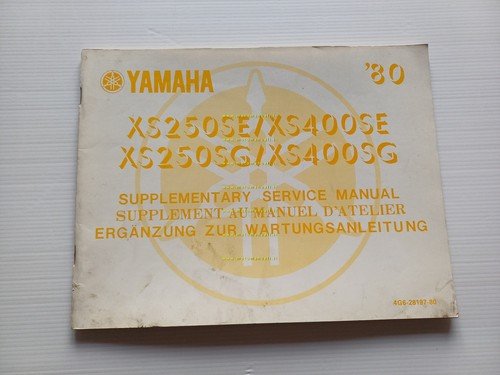 YAMAHA '80
XS250SE/XS400SE
XS250SG/XS400SG
SUPPLEMENTARY SERVICE MANUAL
SUPPLEMENT AU MANUEL D'ATELIER
ERGÄNZUNG ZUR WARTUNGSANLEITUNG
4G6-28197-80